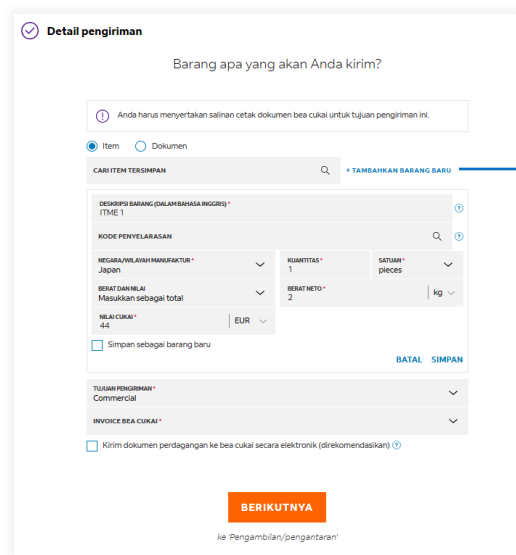 Detail pengiriman
Barang apa yang akan Anda kirim?
Anda harus menyertakan salinan cetak dokumen bea cukai untuk tujuan pengiriman ini.
Item Dokumen
CARI ITEM TERSIMPAN + TAMBAHKAN BARANG BARU
DESKRIPSI BARANG (DALAM BAHASA INGGRIS) *
ITME 1
KODE PENYELARASAN
NEGARA/WILAYAH MANUFAKTUR * KUANTITAS * SATUAN *
Japan 1 pieces
BERAT DAN NILAI BERAT NETO *
Masukkan sebagai total 2 kg
NILAI CUKAI *
44 EUR
Simpan sebagai barang baru
BATAL SIMPAN
TUJUAN PENGIRIMAN *
Commercial
INVOICE BEA CUKAI *
Kirim dokumen perdagangan ke bea cukai secara elektronik (direkomendasikan) ?
BERIKUTNYA
ke 'Pengambilan/pengantaran'